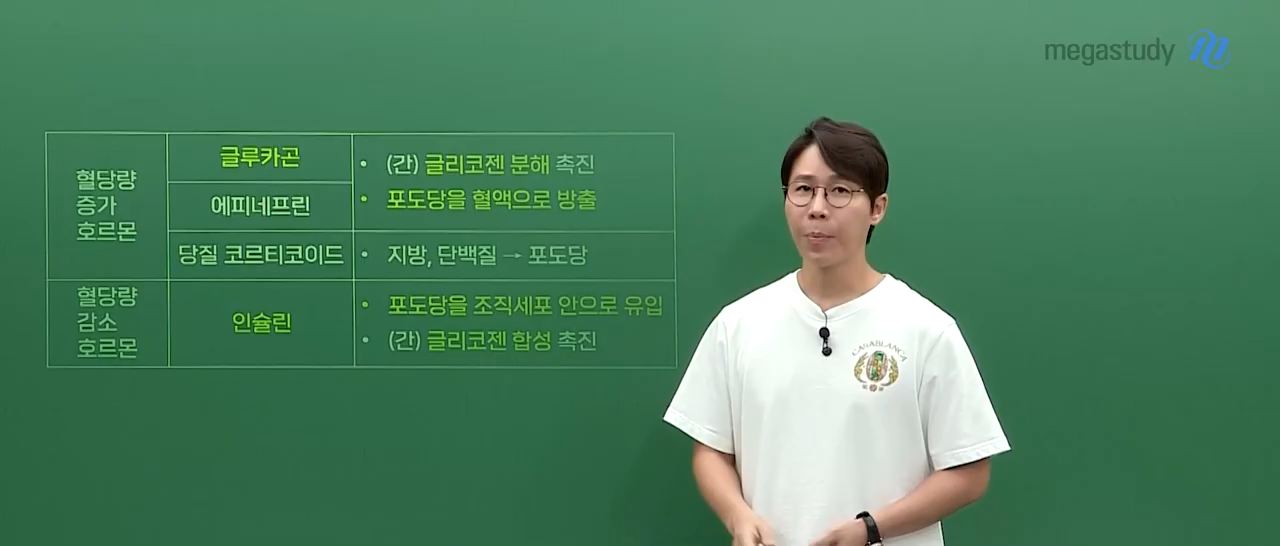 megastudy
혈당량
증가
호르몬
글루카곤
에피네프린
• (간) 글리코젠 분해 촉진
• 포도당을 혈액으로 방출
당질 코르티코이드
• 지방, 단백질 → 포도당
혈당량
감소
호르몬
인슐린
• 포도당을 조직세포 안으로 유입
• (간) 글리코젠 합성 촉진
CASABLANCA